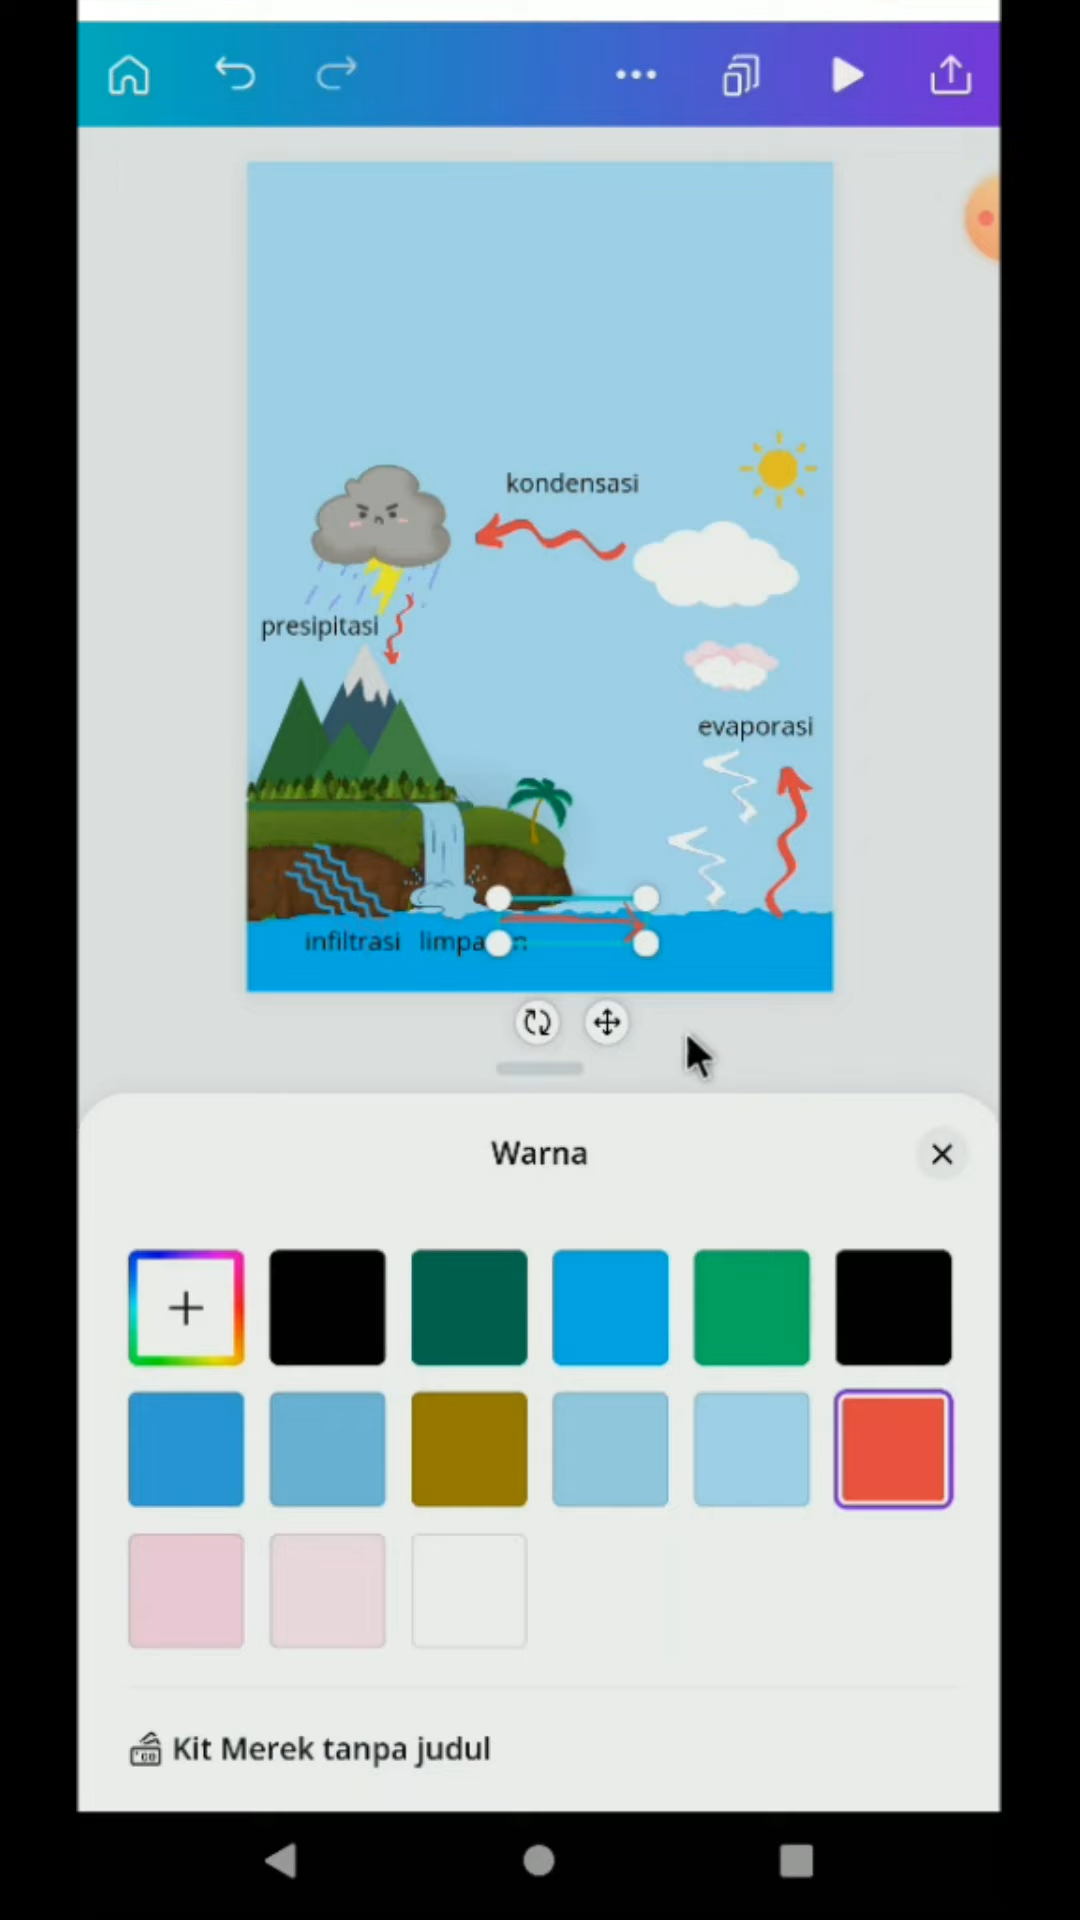 kondensasi
presipitasi
evaporasi
infiltrasi
Warna
Kit Merek tanpa judul